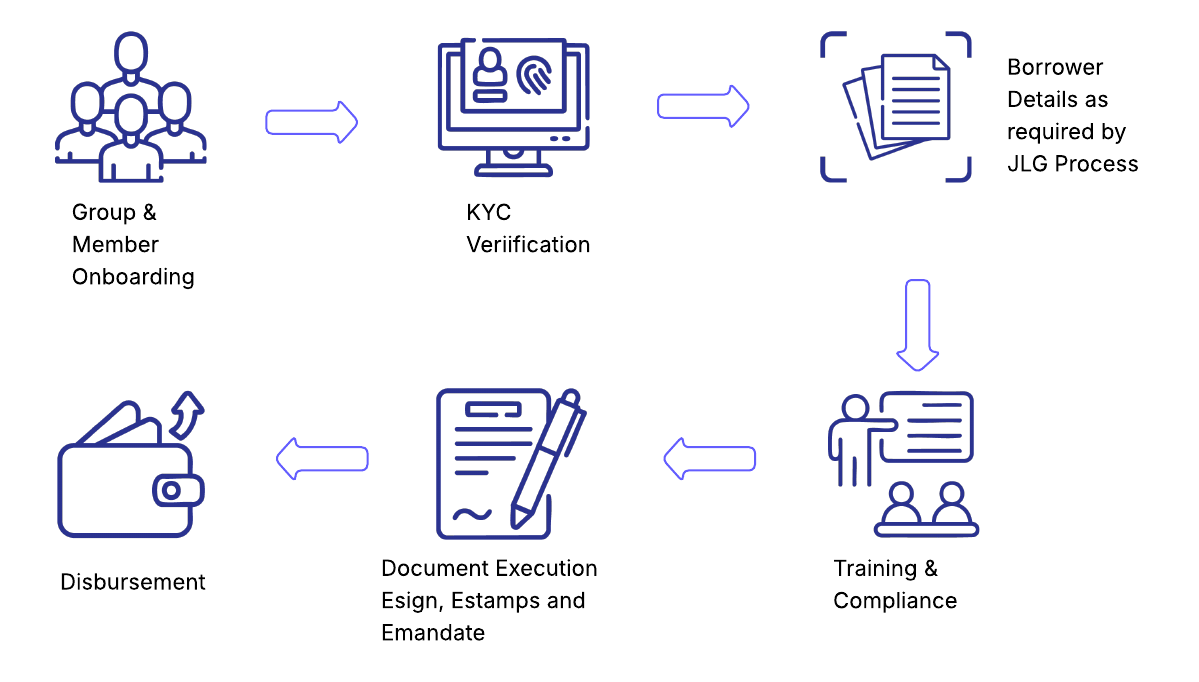 Group &
Member
Onboarding
KYC
Veriification
Borrower
Details as
required by
JLG Process
Training &
Compliance
Document Execution
Esign, Estamps and
Emandate
Disbursement